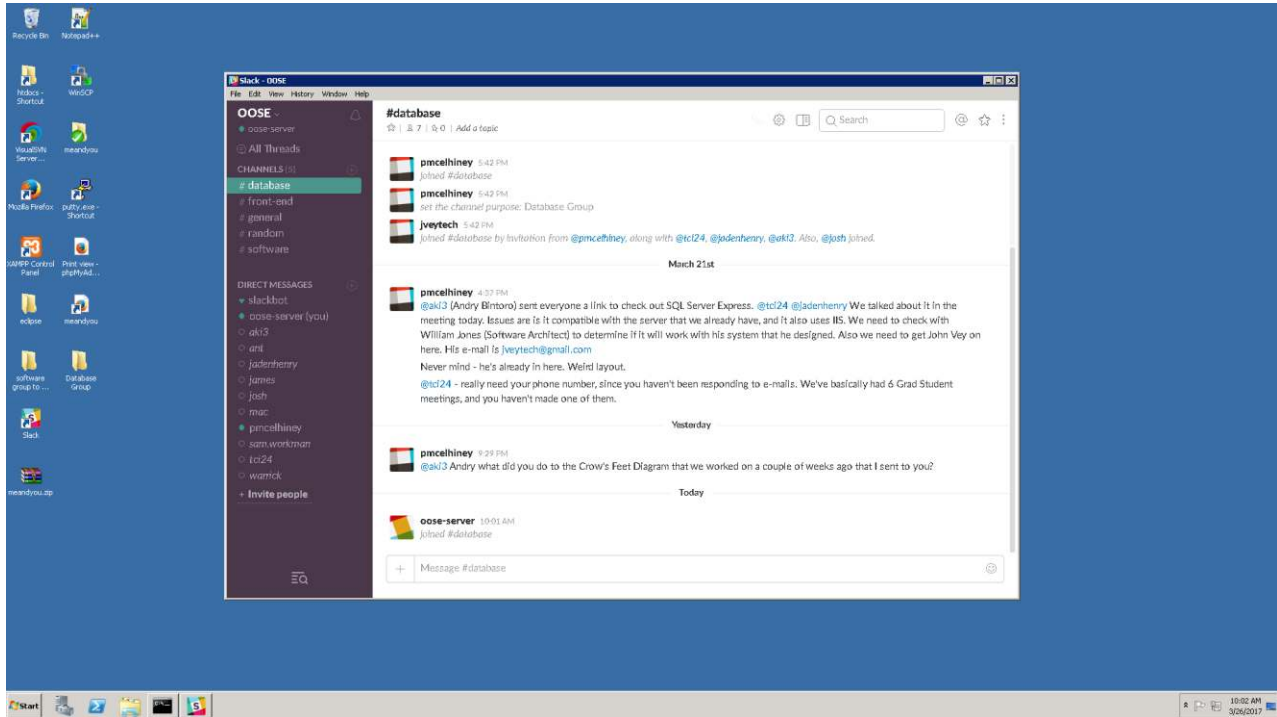 Recycle Bin
Notepad++
htdocs -
Shortcut
WinSCP
VisualSVN
Server...
meandyou
Mozilla Firefox
putty.exe -
Shortcut
XAMPP Control
Panel
Print view -
phpMyAd...
eclipse
meandyou
software
group to ...
Database
Group
Slack
meandyou.zip
Slack - OOSE
File Edit View History Window Help
OOSE
oose-server
All Threads
CHANNELS (5)
# database
# front-end
# general
# random
# software
DIRECT MESSAGES
slackbot
oose-server (you)
aki3
ant
jadenhenry
james
josh
mac
pmcelhiney
sam.workman
tci24
warrick
+ Invite people
#database
7 | 0 | Add a topic
Search
pmcelhiney 5:42 PM
joined #database
pmcelhiney 5:42 PM
set the channel purpose: Database Group
jveytech 5:42 PM
joined #database by invitation from @pmcelhiney, along with @tci24, @jadenhenry, @aki3. Also, @josh joined.
March 21st
pmcelhiney 4:37 PM
@aki3 (Andry Bintoro) sent everyone a link to check out SQL Server Express. @tci24 @jadenhenry We talked about it in the
meeting today. Issues are is it compatible with the server that we already have, and it also uses IIS. We need to check with
William Jones (Software Architect) to determine if it will work with his system that he designed. Also we need to get John Vey on
here. His e-mail is jveytech@gmail.com
Never mind - he's already in here. Weird layout.
@tci24 - really need your phone number, since you haven't been responding to e-mails. We've basically had 6 Grad Student
meetings, and you haven't made one of them.
Yesterday
pmcelhiney 9:29 PM
@aki3 Andry what did you do to the Crow's Feet Diagram that we worked on a couple of weeks ago that I sent to you?
Today
oose-server 10:01 AM
joined #database
+ Message #database
Start
10:02 AM
3/26/2017